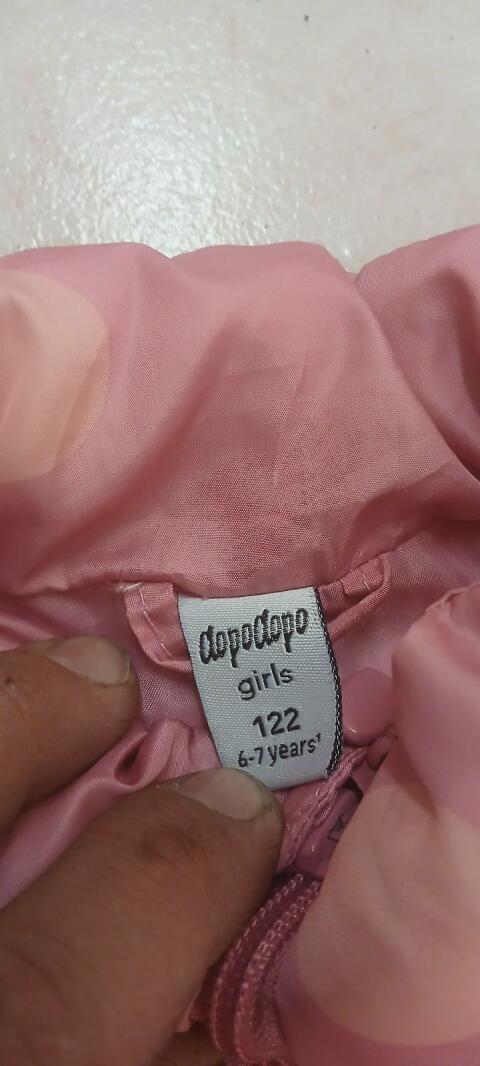 dopodopo
girls
122
6-7 years¹